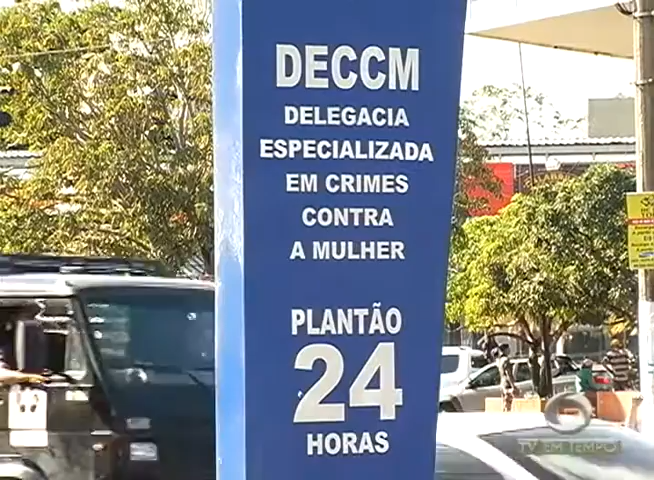 DECCM
DELEGACIA
ESPECIALIZADA
EM CRIMES
CONTRA
A MULHER
PLANTÃO
24
HORAS
TV EM TEMPO